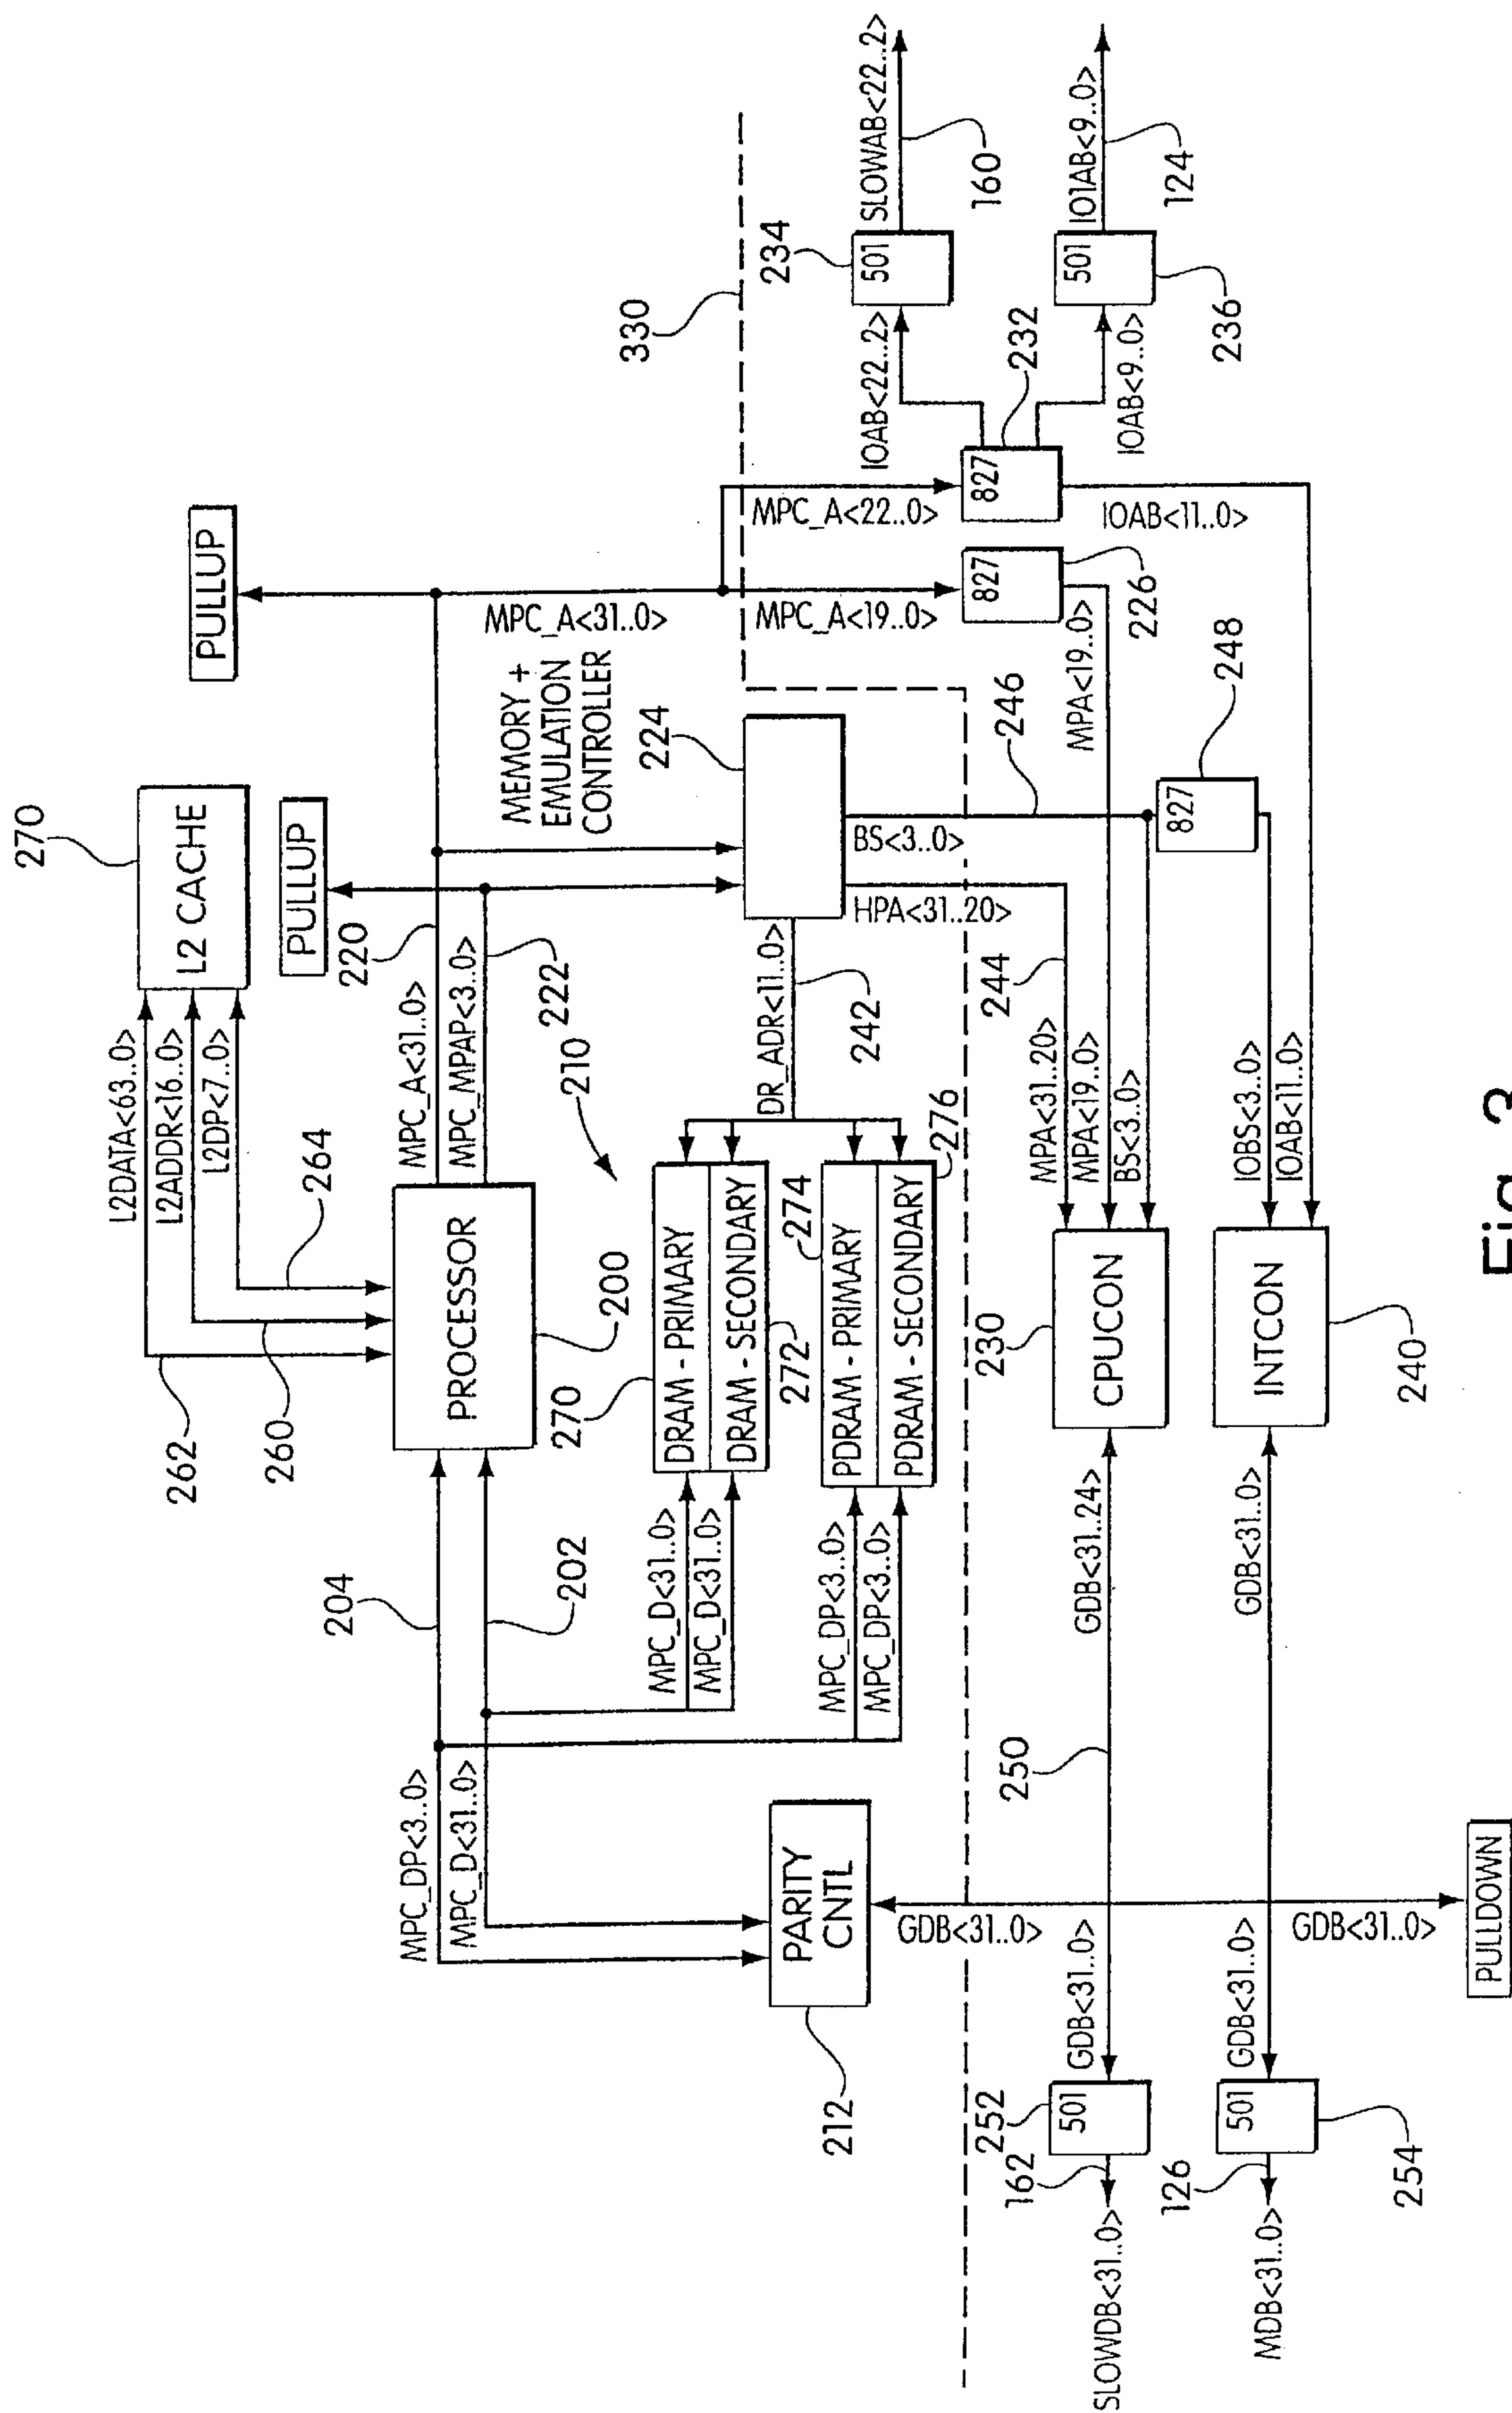 270
L2 CACHE
L2DATA<63..0>
L2ADDR<16..0>
L2DP<7..0>
262
260
264
PULLUP
PULLUP
220
MPC_A<31..0>
MPC_MPAP<3..0>
222
210
PROCESSOR
200
204
202
MPC_DP<3..0>
MPC_D<31..0>
MPC_A<31..0>
MEMORY +
EMULATION
CONTROLLER
224
330
MPC_D<31..0>
MPC_D<31..0>
270
DRAM - PRIMARY
DRAM - SECONDARY
272
DR_ADR<11..0>
242
MPC_DP<3..0>
MPC_DP<3..0>
274
PDRAM - PRIMARY
PDRAM - SECONDARY
276
PARITY
CNTL
212
HPA<31..20>
BS<3..0>
244
246
MPC_A<19..0>
MPC_A<22..0>
827
226
827
232
MPA<19..0>
IOAB<22..2>
501
234
SLOWAB<22..2>
160
IOAB<9..0>
501
236
IO1AB<9..0>
124
IOAB<11..0>
827
248
GDB<31..0>
250
GDB<31..24>
230
CPUCON
MPA<31..20>
MPA<19..0>
BS<3..0>
SLOWDB<31..0>
162
252
501
GDB<31..0>
GDB<31..0>
INTCON
240
IOBS<3..0>
IOAB<11..0>
MDB<31..0>
126
501
254
GDB<31..0>
GDB<31..0>
PULLDOWN
Fig. 3